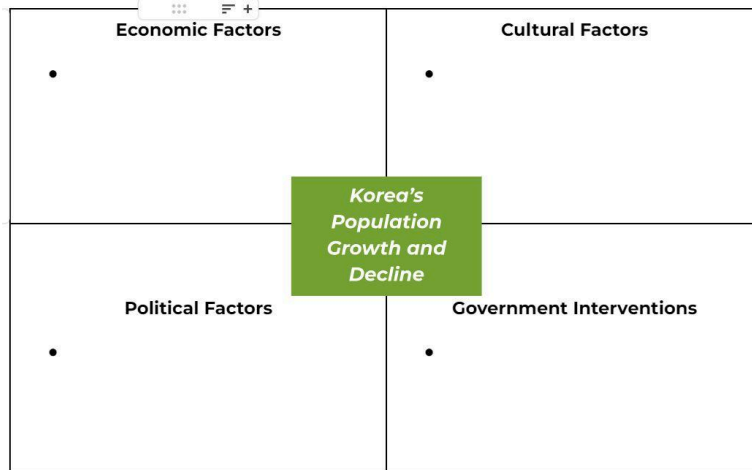 Economic Factors
Cultural Factors
•
•
Korea’s
Population
Growth and
Decline
Political Factors
Government Interventions
•
•